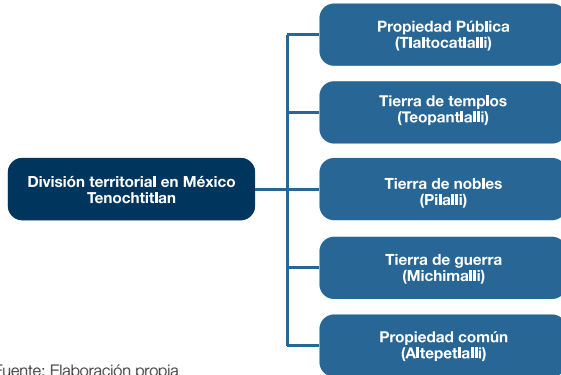 Propiedad Pública
(Tlaltocatlalli)
Tierra de templos
(Teopantlalli)
División territorial en México
Tenochtitlan
Tierra de nobles
(Pilalli)
Tierra de guerra
(Michimalli)
Propiedad común
(Altepetlalli)
Fuente: Elaboración propia